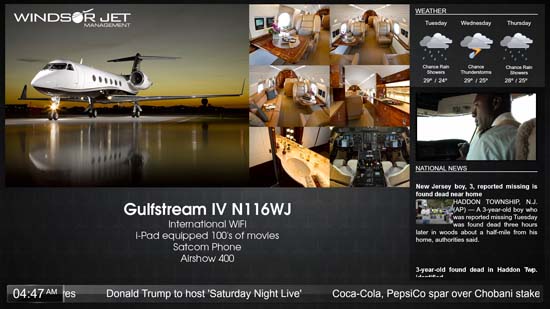 WINDSOR JET
MANAGEMENT
Gulfstream IV N116WJ
International WiFi
I-Pad equipped 100's of movies
Satcom Phone
Airshow 400
WEATHER
Tuesday Wednesday Thursday
Chance Rain Showers
29° / 24°
Chance Thunderstorms
29° / 25°
Chance Rain Showers
28° / 25°
NATIONAL NEWS
New Jersey boy, 3, reported missing is
found dead near home
HADDON TOWNSHIP, N.J.
(AP) — A 3-year-old boy who
was reported missing Tuesday
was found dead three hours
later in woods about a half-mile from his
home, authorities said.
3-year-old found dead in Haddon Twp.
identified
04:47 AM ves Donald Trump to host 'Saturday Night Live' Coca-Cola, PepsiCo spar over Chobani stake